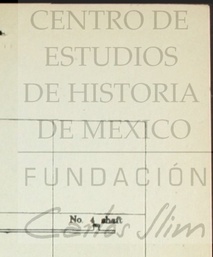 CENTRO DE
ESTUDIOS
DE HISTORIA
DE MEXICO
FUNDACIÓN
Carlos Slim
No. 4 shaft